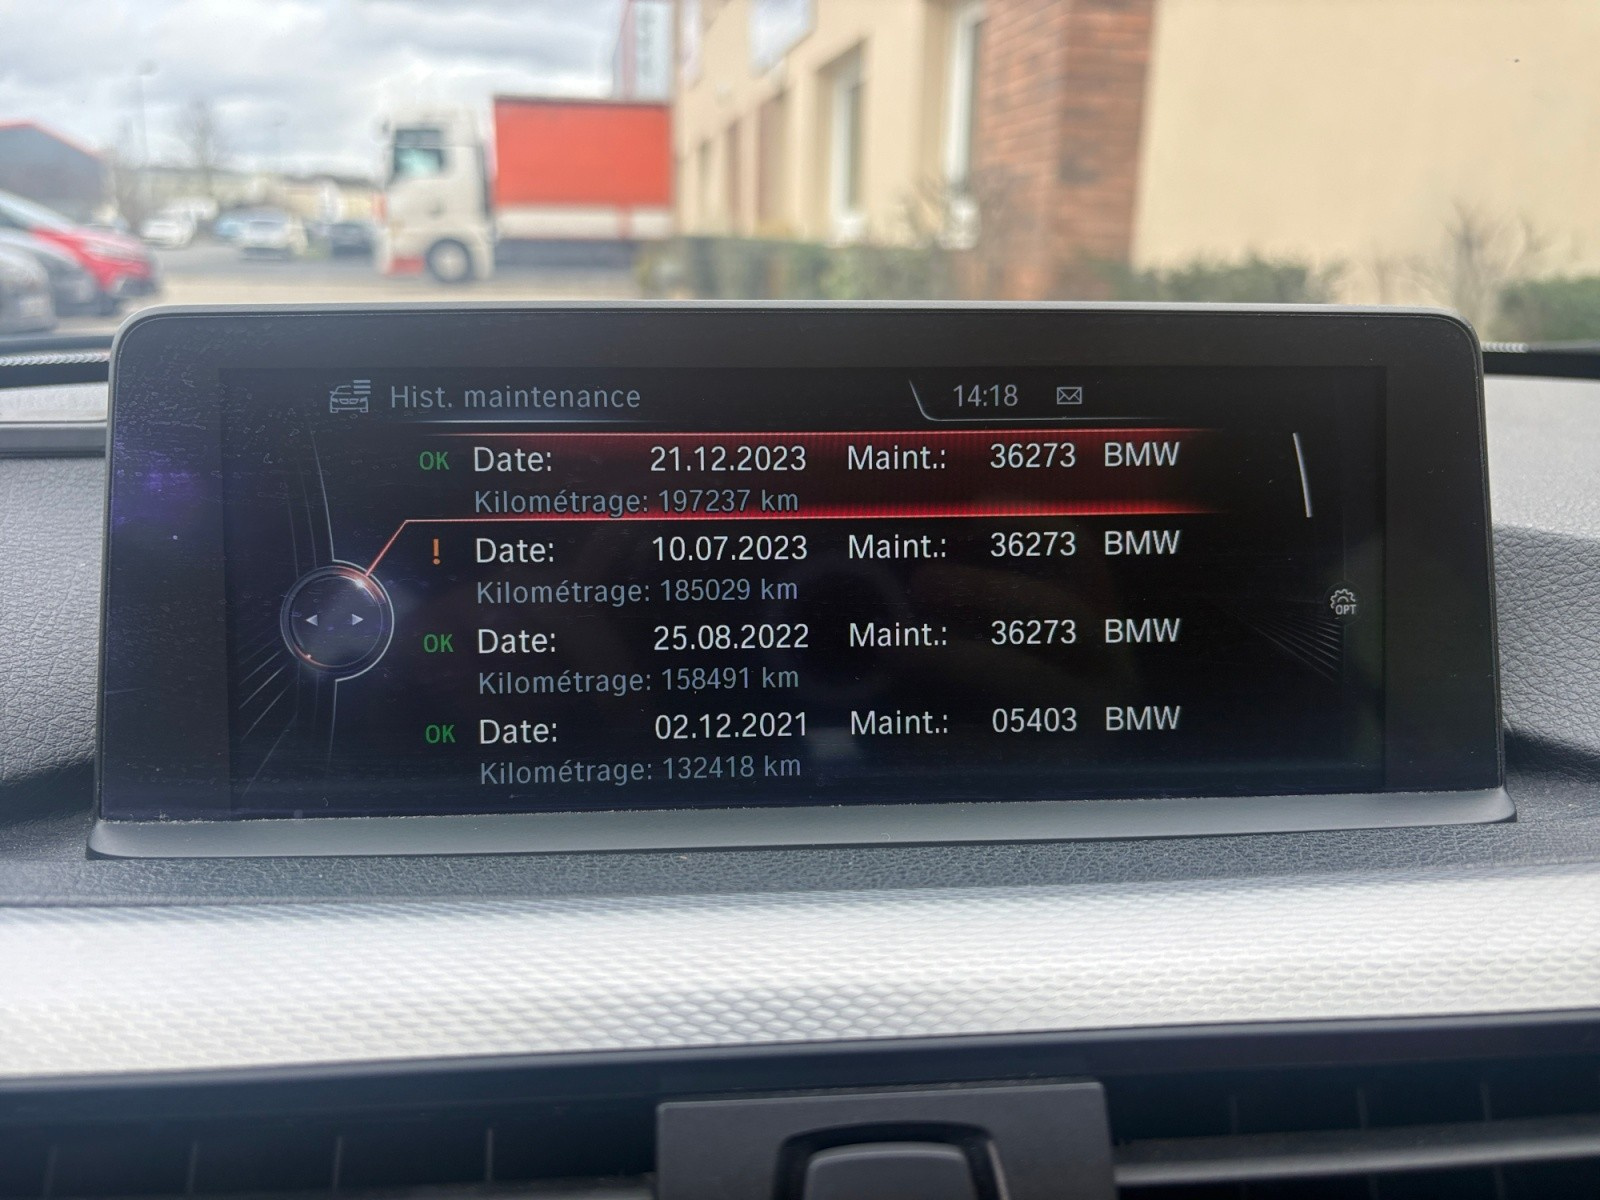 Hist. maintenance 14:18
OK Date: 21.12.2023 Maint.: 36273 BMW
Kilométrage: 197237 km
! Date: 10.07.2023 Maint.: 36273 BMW
Kilométrage: 185029 km
OK Date: 25.08.2022 Maint.: 36273 BMW
Kilométrage: 158491 km
OPT
OK Date: 02.12.2021 Maint.: 05403 BMW
Kilométrage: 132418 km